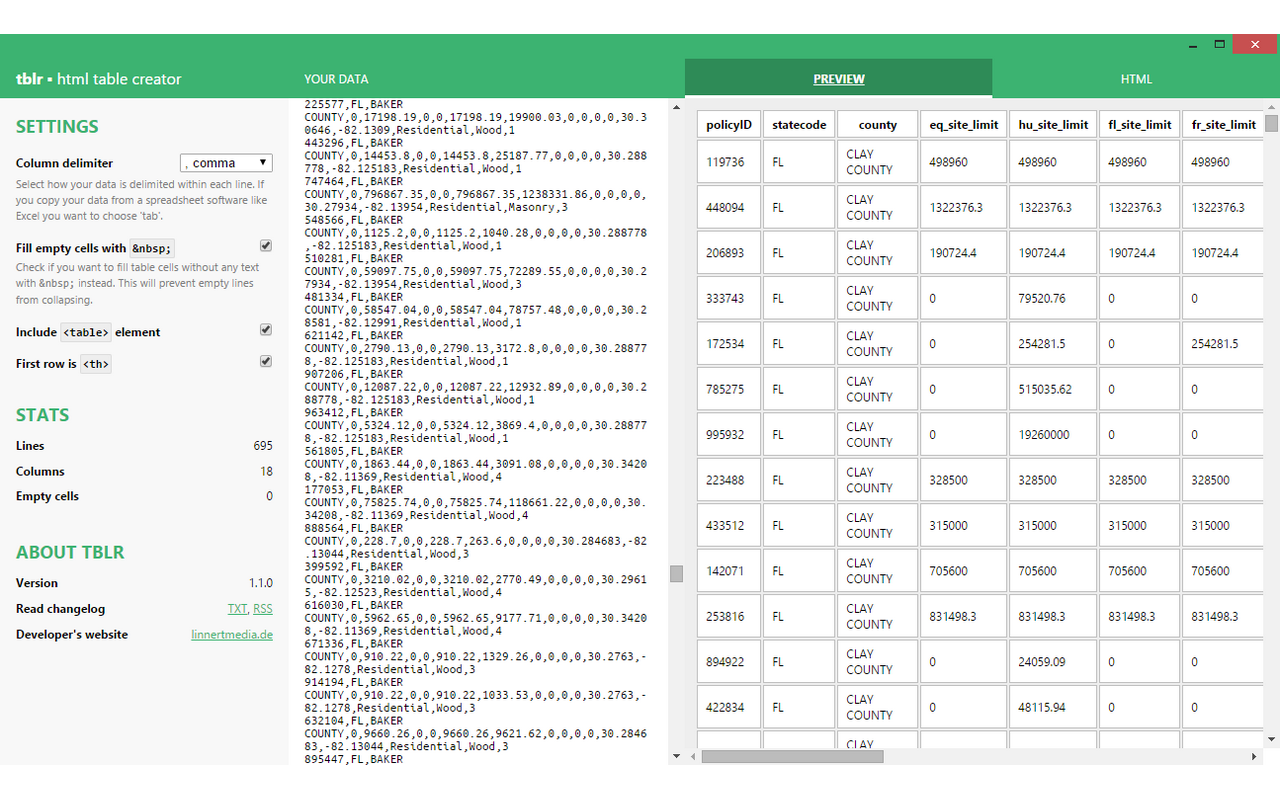 tblr ▪ html table creator
SETTINGS
Column delimiter
, comma
Select how your data is delimited within each line. If
you copy your data from a spreadsheet software like
Excel you want to choose 'tab'.
Fill empty cells with &nbsp;
Check if you want to fill table cells without any text
with &nbsp; instead. This will prevent empty lines
from collapsing.
Include <table> element
First row is <th>
STATS
Lines 695
Columns 18
Empty cells 0
ABOUT TBLR
Version 1.1.0
Read changelog TXT, RSS
Developer's website linnertmedia.de
YOUR DATA
225577,FL,BAKER
COUNTY,0,17198.19,0,0,17198.19,19900.03,0,0,0,0,30.3
0646,-82.1309,Residential,Wood,1
443296,FL,BAKER
COUNTY,0,14453.8,0,0,14453.8,25187.77,0,0,0,0,30.288
778,-82.125183,Residential,Wood,1
747464,FL,BAKER
COUNTY,0,796867.35,0,0,796867.35,1238331.86,0,0,0,0,
30.27934,-82.13954,Residential,Masonry,3
548566,FL,BAKER
COUNTY,0,1125.2,0,0,1125.2,1040.28,0,0,0,0,30.288778
,-82.125183,Residential,Wood,1
510281,FL,BAKER
COUNTY,0,59097.75,0,0,59097.75,72289.55,0,0,0,0,30.2
7934,-82.13954,Residential,Wood,3
481334,FL,BAKER
COUNTY,0,58547.04,0,0,58547.04,78757.48,0,0,0,0,30.2
8581,-82.12991,Residential,Wood,1
621142,FL,BAKER
COUNTY,0,2790.13,0,0,2790.13,3172.8,0,0,0,0,30.28877
8,-82.125183,Residential,Wood,1
907206,FL,BAKER
COUNTY,0,12087.22,0,0,12087.22,12932.89,0,0,0,0,30.2
88778,-82.125183,Residential,Wood,1
963412,FL,BAKER
COUNTY,0,5324.12,0,0,5324.12,3869.4,0,0,0,0,30.28877
8,-82.125183,Residential,Wood,1
561805,FL,BAKER
COUNTY,0,1863.44,0,0,1863.44,3091.08,0,0,0,0,30.3420
8,-82.11369,Residential,Wood,4
177053,FL,BAKER
COUNTY,0,75825.74,0,0,75825.74,118661.22,0,0,0,0,30.
34208,-82.11369,Residential,Wood,4
888564,FL,BAKER
COUNTY,0,228.7,0,0,228.7,263.6,0,0,0,0,30.284683,-82
.13044,Residential,Wood,3
399592,FL,BAKER
COUNTY,0,3210.02,0,0,3210.02,2770.49,0,0,0,0,30.2961
5,-82.12523,Residential,Wood,4
616030,FL,BAKER
COUNTY,0,5962.65,0,0,5962.65,9177.71,0,0,0,0,30.3420
8,-82.11369,Residential,Wood,4
671336,FL,BAKER
COUNTY,0,910.22,0,0,910.22,1329.26,0,0,0,0,30.2763,-
82.1278,Residential,Wood,3
914194,FL,BAKER
COUNTY,0,910.22,0,0,910.22,1033.53,0,0,0,0,30.2763,-
82.1278,Residential,Wood,3
632104,FL,BAKER
COUNTY,0,9660.26,0,0,9660.26,9621.62,0,0,0,0,30.2846
83,-82.13044,Residential,Wood,3
895447,FL,BAKER
PREVIEW HTML
policyID statecode county eq_site_limit hu_site_limit fl_site_limit fr_site_limit
119736 FL CLAY COUNTY 498960 498960 498960 498960
448094 FL CLAY COUNTY 1322376.3 1322376.3 1322376.3 1322376.3
206893 FL CLAY COUNTY 190724.4 190724.4 190724.4 190724.4
333743 FL CLAY COUNTY 0 79520.76 0 0
172534 FL CLAY COUNTY 0 254281.5 0 254281.5
785275 FL CLAY COUNTY 0 515035.62 0 0
995932 FL CLAY COUNTY 0 19260000 0 0
223488 FL CLAY COUNTY 328500 328500 328500 328500
433512 FL CLAY COUNTY 315000 315000 315000 315000
142071 FL CLAY COUNTY 705600 705600 705600 705600
253816 FL CLAY COUNTY 831498.3 831498.3 831498.3 831498.3
894922 FL CLAY COUNTY 0 24059.09 0 0
422834 FL CLAY COUNTY 0 48115.94 0 0
CLAY